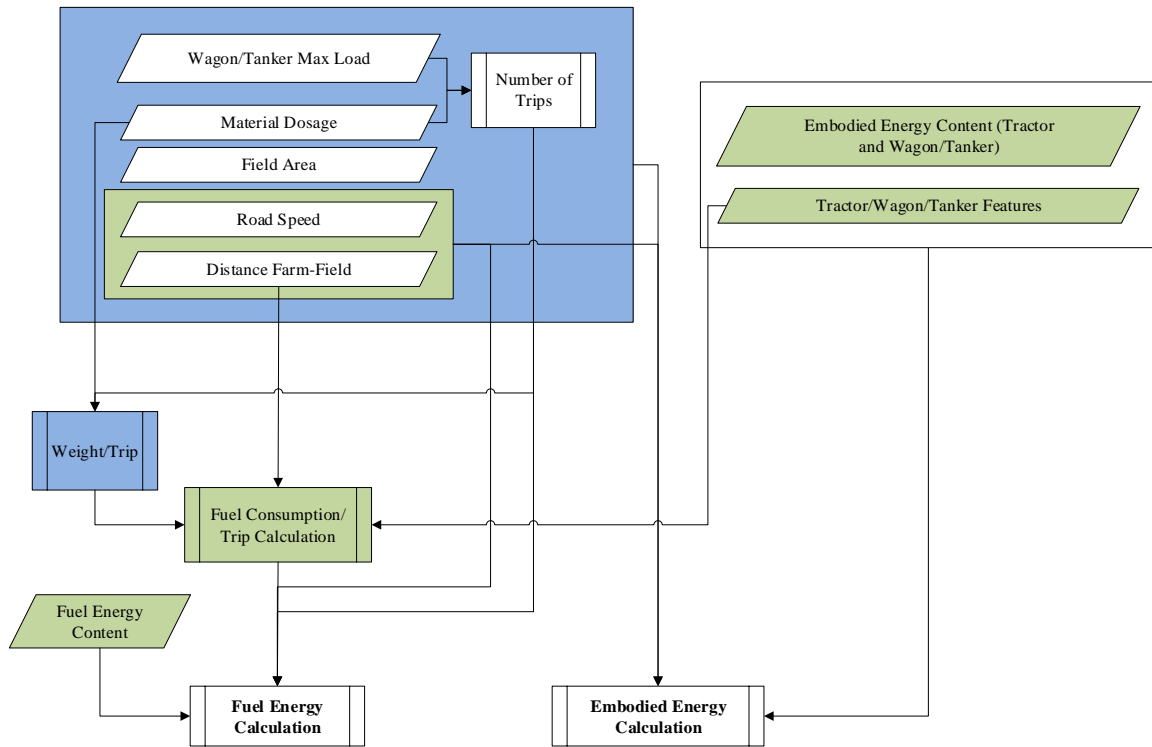 Wagon/Tanker Max Load
Number of
Trips
Material Dosage
Field Area
Road Speed
Distance Farm-Field
Embodied Energy Content (Tractor
and Wagon/Tanker)
Tractor/Wagon/Tanker Features
Weight/Trip
Fuel Consumption/
Trip Calculation
Fuel Energy
Content
Fuel Energy
Calculation
Embodied Energy
Calculation